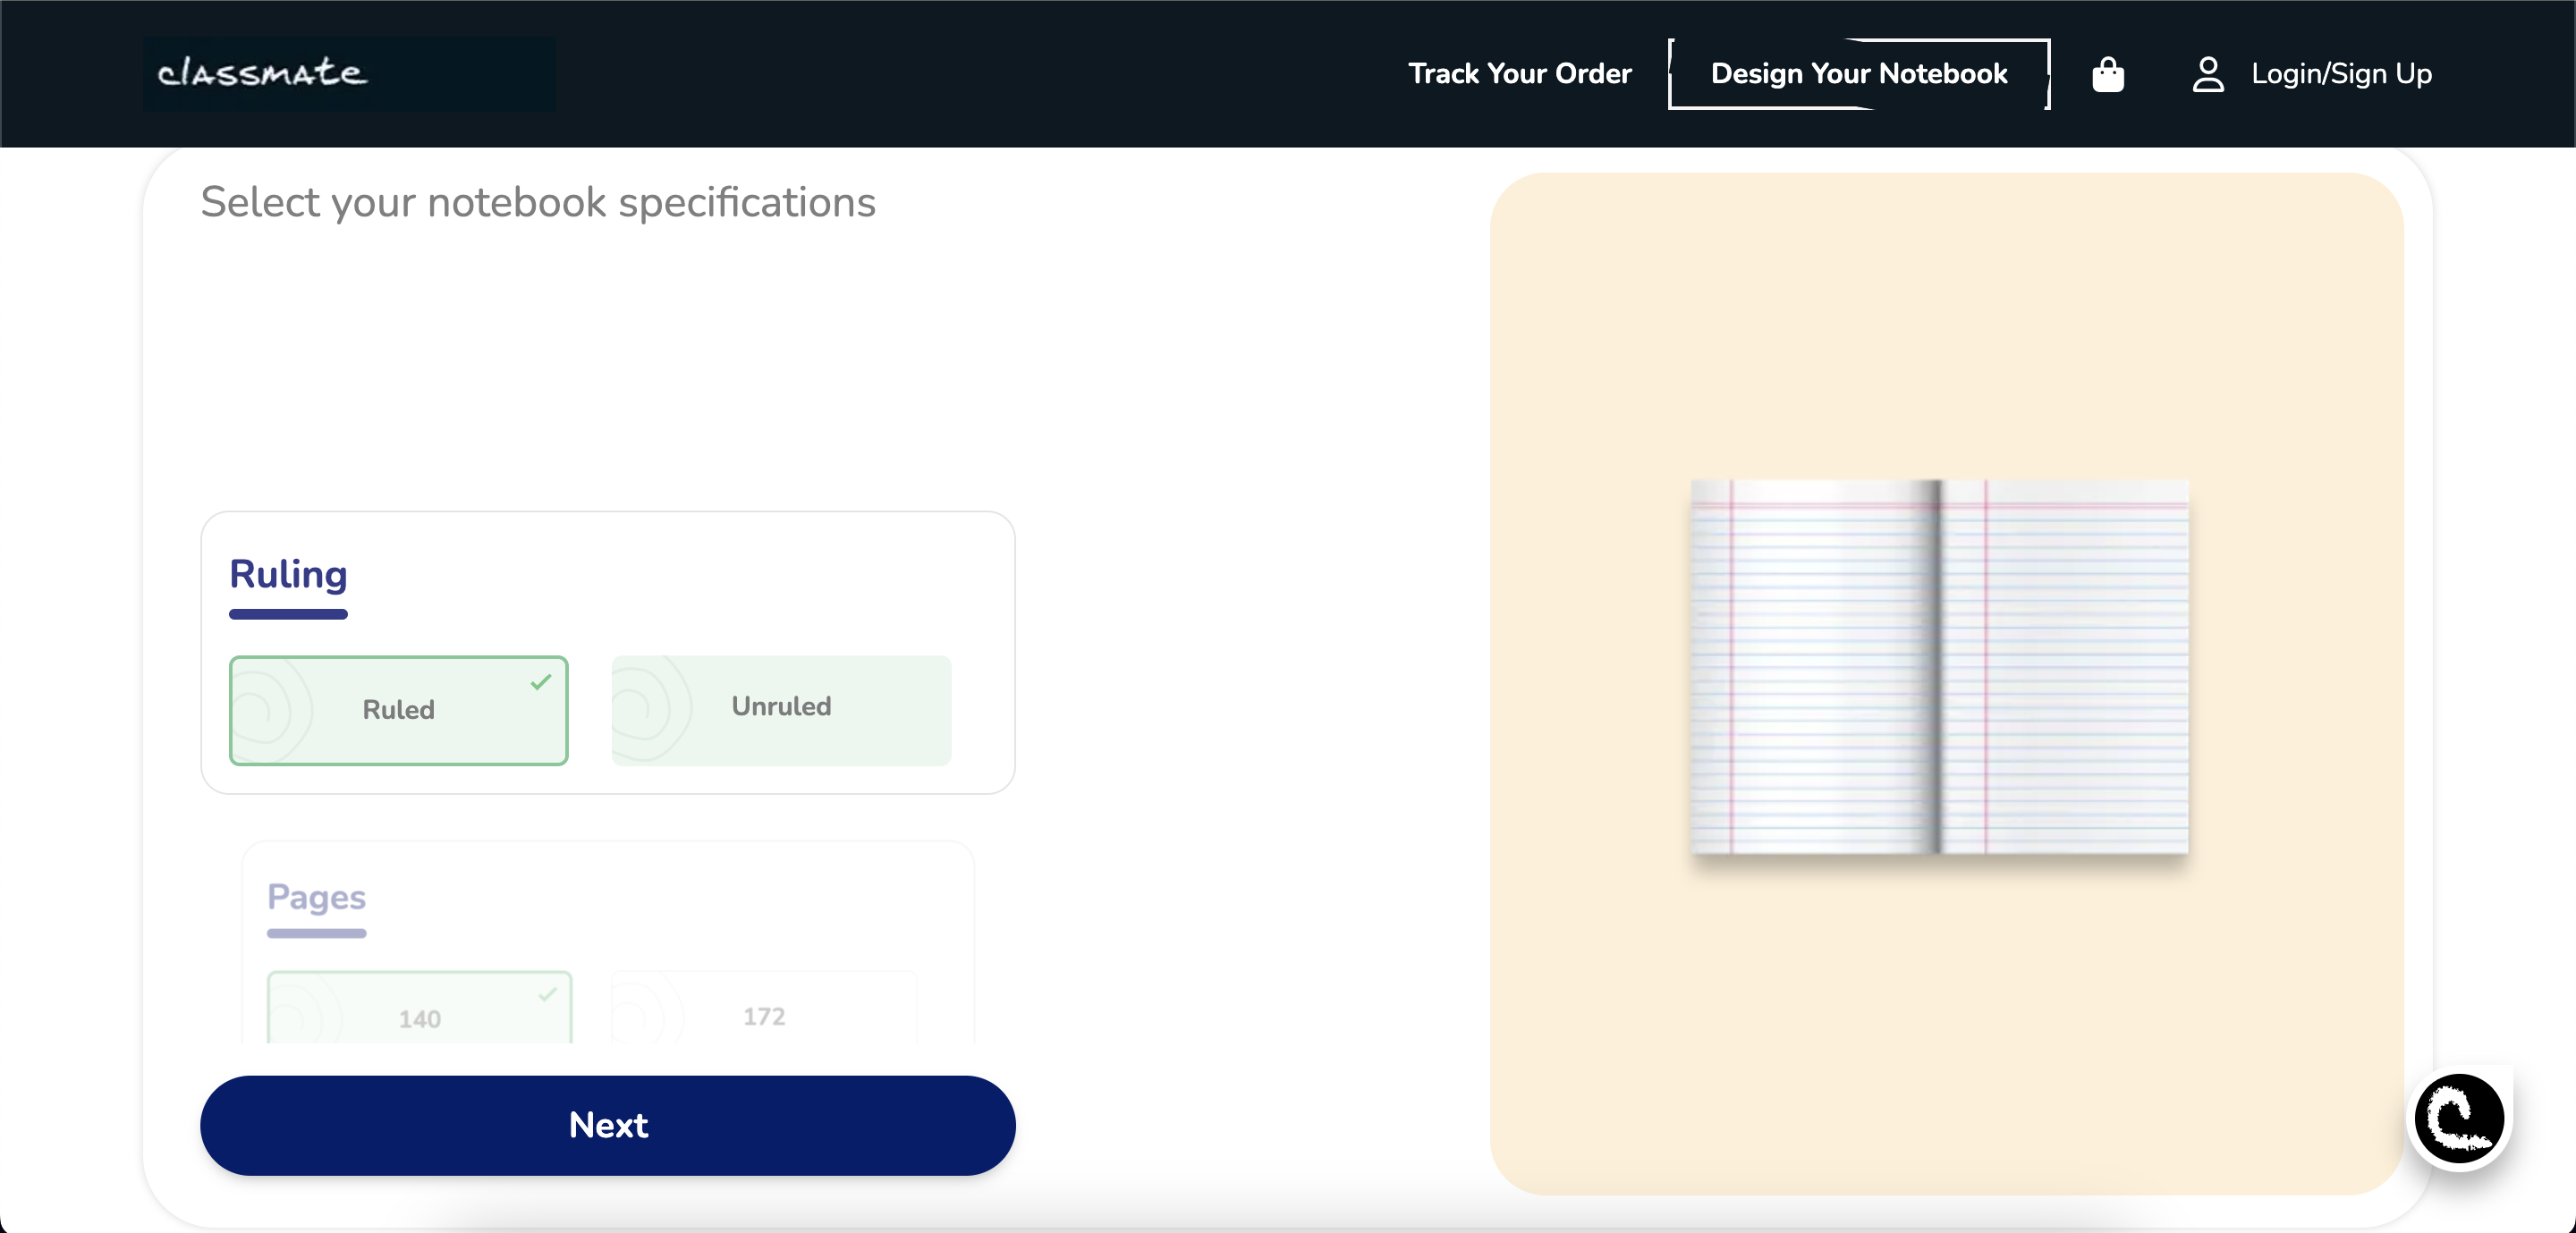 classmate
Track Your Order
Design Your Notebook
Login/Sign Up
Select your notebook specifications
Ruling
Ruled
Unruled
Pages
140
172
Next